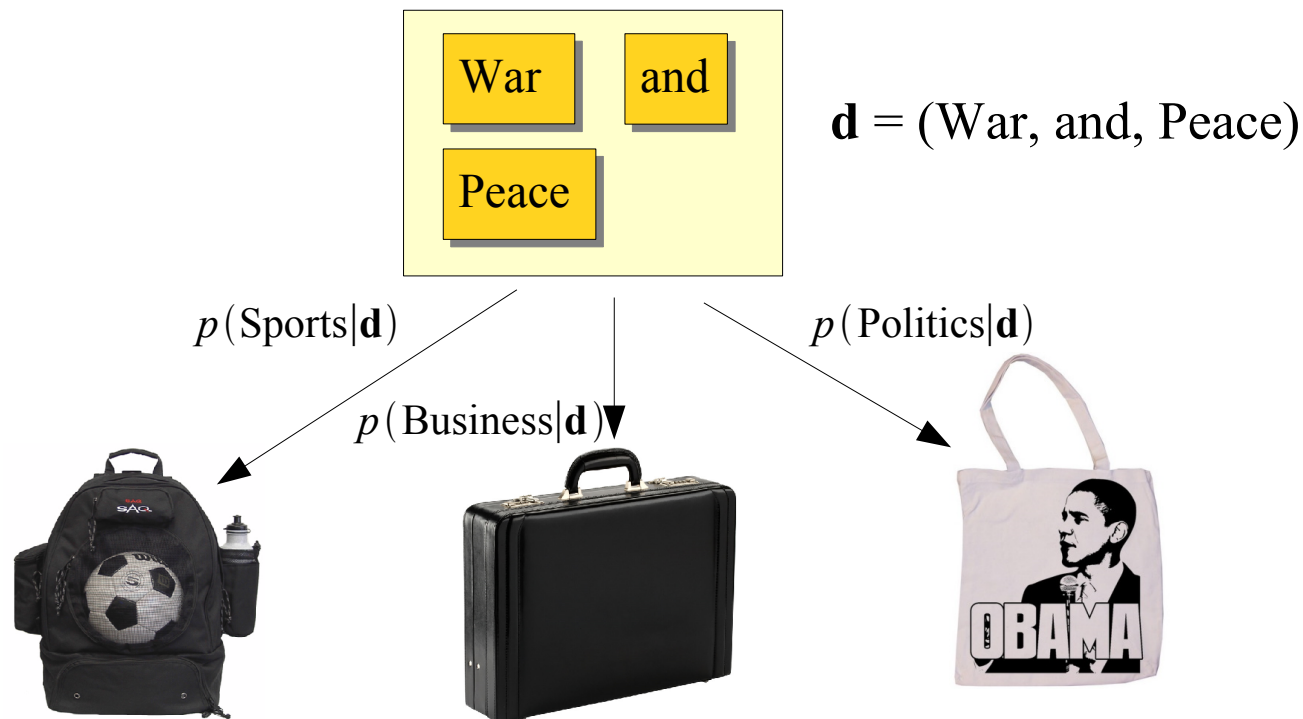 War and
Peace
d = (War, and, Peace)
p(Sports|d)
p(Politics|d)
p(Business|d)
SAQ
OBAMA